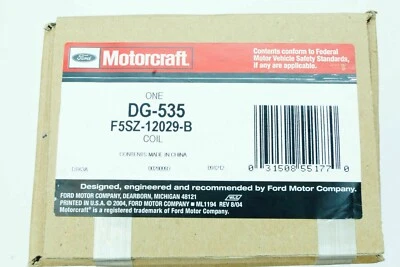 Ford
Motorcraft®
Contents conform to Federal
Motor Vehicle Safety Standards,
if any are applicable.
ONE
DG-535
F5SZ-12029-B
COIL
CONTENTS MADE IN CHINA
0 31508 55177 0
Designed, engineered and recommended by Ford Motor Company.
FORD MOTOR COMPANY, DEARBORN, MICHIGAN 48121
PRINTED IN U.S.A. © 2004, FORD MOTOR COMPANY ✱ ML1194 REV 8/04
Motorcraft® is a registered trademark of Ford Motor Company.